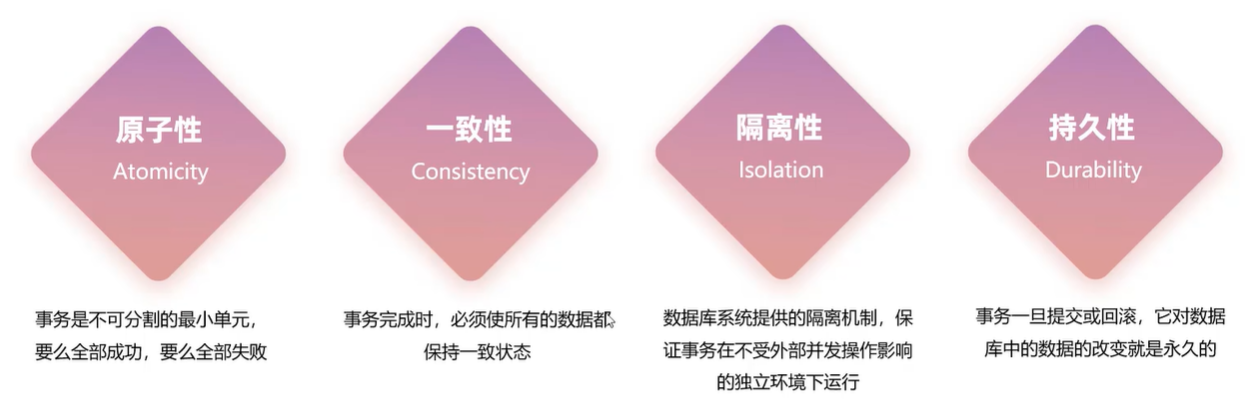 原子性
Atomicity
事务是不可分割的最小单元，
要么全部成功，要么全部失败
一致性
Consistency
事务完成时，必须使所有的数据都
保持一致状态
隔离性
Isolation
数据库系统提供的隔离机制，保
证事务在不受外部并发操作影响
的独立环境下运行
持久性
Durability
事务一旦提交或回滚，它对数据
库中的数据的改变就是永久的